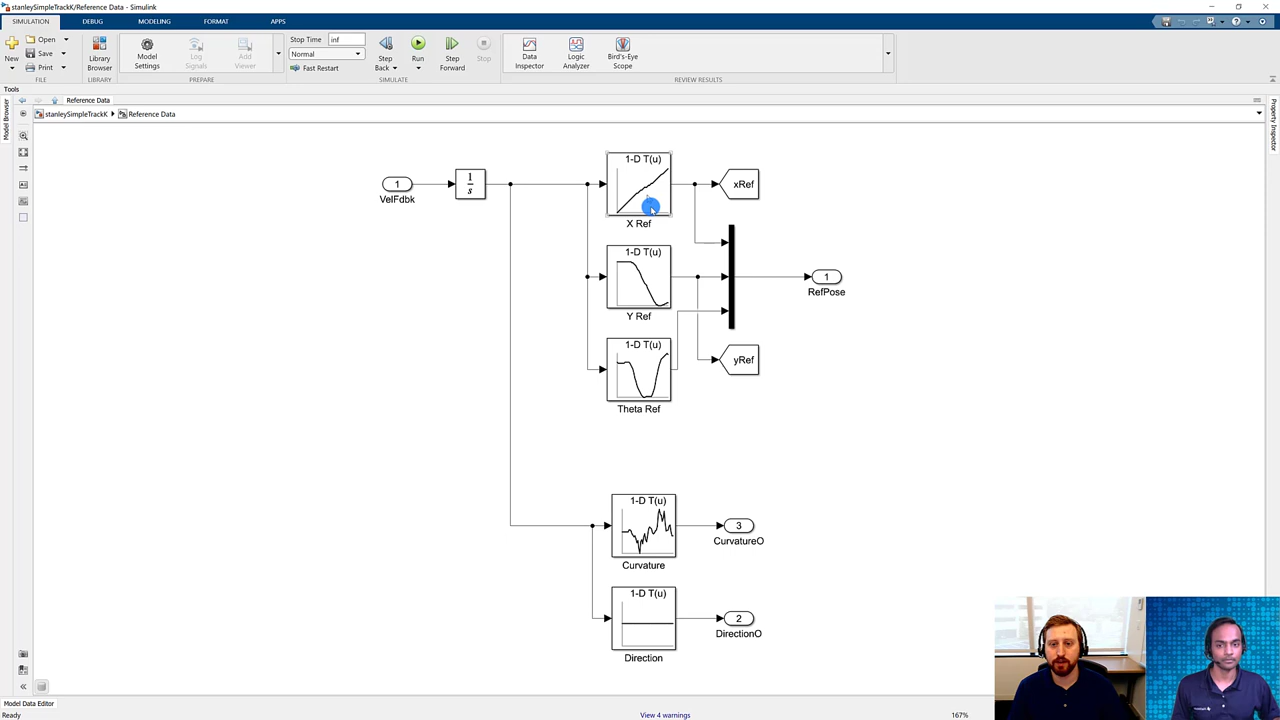 stanleySimpleTrackK/Reference Data - Simulink
SIMULATION
DEBUG
MODELING
FORMAT
APPS
New
Open
Save
Print
FILE
Library
Browser
LIBRARY
Model
Settings
Log
Signals
Add
Viewer
PREPARE
Stop Time
inf
Normal
Fast Restart
Step
Back
Run
Step
Forward
Stop
SIMULATE
Data
Inspector
Logic
Analyzer
Bird's-Eye
Scope
REVIEW RESULTS
Tools
Model Browser
Reference Data
stanleySimpleTrackK
Reference Data
Property Inspector
1
VelFdbk
1
s
1-D T(u)
X Ref
xRef
1-D T(u)
Y Ref
1
RefPose
1-D T(u)
Theta Ref
yRef
1-D T(u)
Curvature
3
CurvatureO
1-D T(u)
Direction
2
DirectionO
Model Data Editor
Ready
View 4 warnings
167%